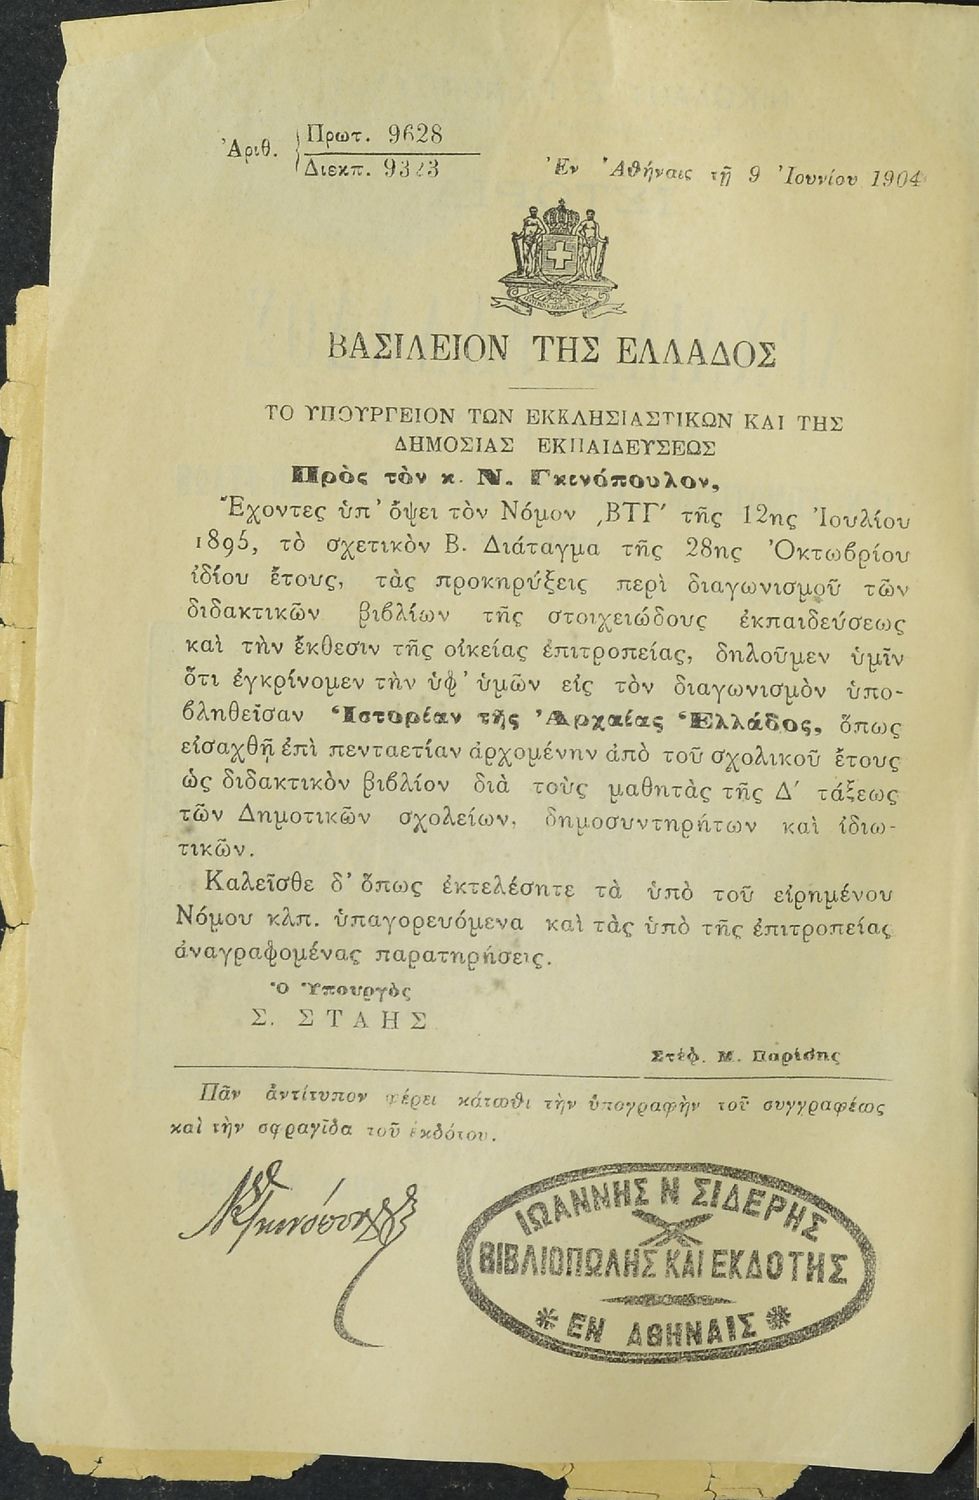 Ἀριθ. Πρωτ. 9628
Διεκπ. 9323
Ἐν Ἀθήναις τῇ 9 Ἰουνίου 1904
ΒΑΣΙΛΕΙΟΝ ΤΗΣ ΕΛΛΑΔΟΣ
ΤΟ ΥΠΟΥΡΓΕΙΟΝ ΤΩΝ ΕΚΚΛΗΣΙΑΣΤΙΚΩΝ ΚΑΙ ΤΗΣ
ΔΗΜΟΣΙΑΣ ΕΚΠΑΙΔΕΥΣΕΩΣ
Πρὸς τὸν κ. Ν. Γκινόπουλον,
Ἔχοντες ὑπ' ὄψει τὸν Νόμον ͵ΒΤΓ′ τῆς 12ης Ἰουλίου
1895, τὸ σχετικὸν Β. Διάταγμα τῆς 28ης Ὀκτωβρίου
ἰδίου ἔτους, τὰς προκηρύξεις περὶ διαγωνισμοῦ τῶν
διδακτικῶν βιβλίων τῆς στοιχειώδους ἐκπαιδεύσεως
καὶ τὴν ἔκθεσιν τῆς οἰκείας ἐπιτροπείας, δηλοῦμεν ὑμῖν
ὅτι ἐγκρίνομεν τὴν ὑφ' ὑμῶν εἰς τὸν διαγωνισμὸν ὑπο-
βληθεῖσαν Ἱστορίαν τῆς Ἀρχαίας Ἑλλάδος, ὅπως
εἰσαχθῇ ἐπὶ πενταετίαν ἀρχομένην ἀπὸ τοῦ σχολικοῦ ἔτους
ὡς διδακτικὸν βιβλίον διὰ τοὺς μαθητὰς τῆς Δ′ τάξεως
τῶν Δημοτικῶν σχολείων, δημοσυντηρήτων καὶ ἰδιω-
τικῶν.
Καλεῖσθε δ' ὅπως ἐκτελέσητε τὰ ὑπὸ τοῦ εἰρημένου
Νόμου κλπ. ὑπαγορευόμενα καὶ τὰς ὑπὸ τῆς ἐπιτροπείας
ἀναγραφομένας παρατηρήσεις.
Ὁ Ὑπουργὸς
Σ. ΣΤΑΗΣ
Στέφ. Μ. Παρίσης
Πᾶν ἀντίτυπον φέρει κάτωθι τὴν ὑπογραφὴν τοῦ συγγραφέως
καὶ τὴν σφραγῖδα τοῦ ἐκδότου.
ΙΩΑΝΝΗΣ Ν ΣΙΔΕΡΗΣ
ΒΙΒΛΙΟΠΩΛΗΣ ΚΑΙ ΕΚΔΟΤΗΣ
* ΕΝ ΑΘΗΝΑΙΣ *